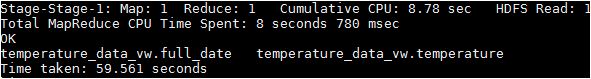 Stage-Stage-1: Map: 1  Reduce: 1   Cumulative CPU: 8.78 sec   HDFS Read: 1
Total MapReduce CPU Time Spent: 8 seconds 780 msec
OK
temperature_data_vw.full_date   temperature_data_vw.temperature
Time taken: 59.561 seconds